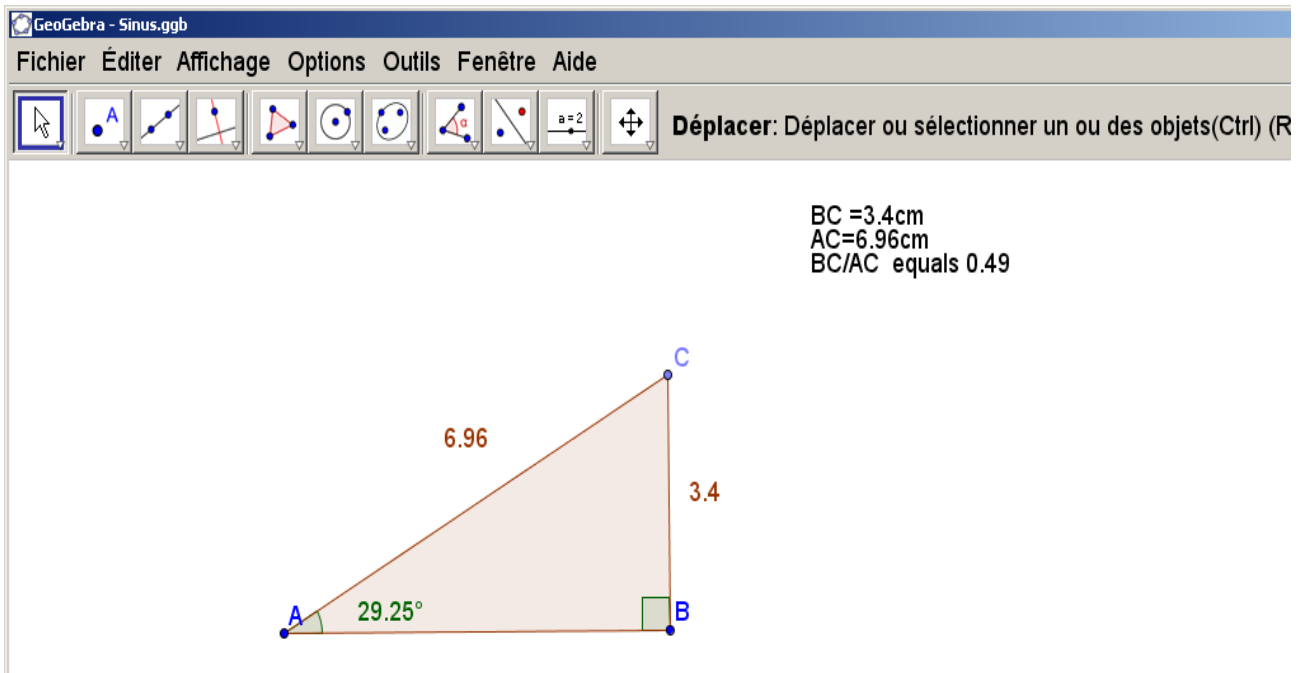 GeoGebra - Sinus.ggb
Fichier Éditer Affichage Options Outils Fenêtre Aide
A α a=2 Déplacer: Déplacer ou sélectionner un ou des objets(Ctrl) (R
BC =3.4cm
AC=6.96cm
BC/AC equals 0.49
C
6.96
3.4
A 29.25° B